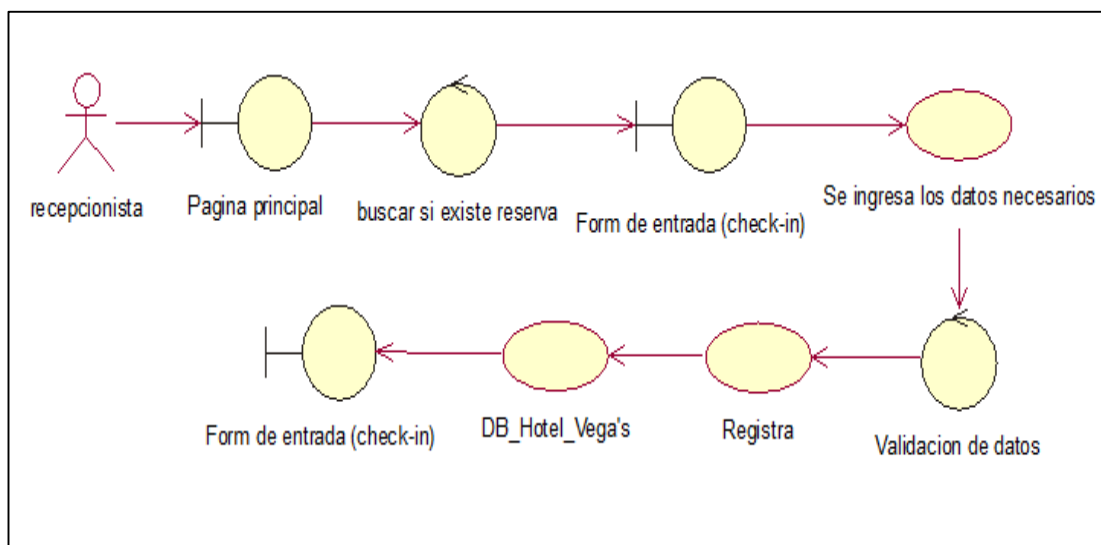 recepcionista
Pagina principal
buscar si existe reserva
Form de entrada (check-in)
Se ingresa los datos necesarios
Form de entrada (check-in)
DB_Hotel_Vega's
Registra
Validacion de datos